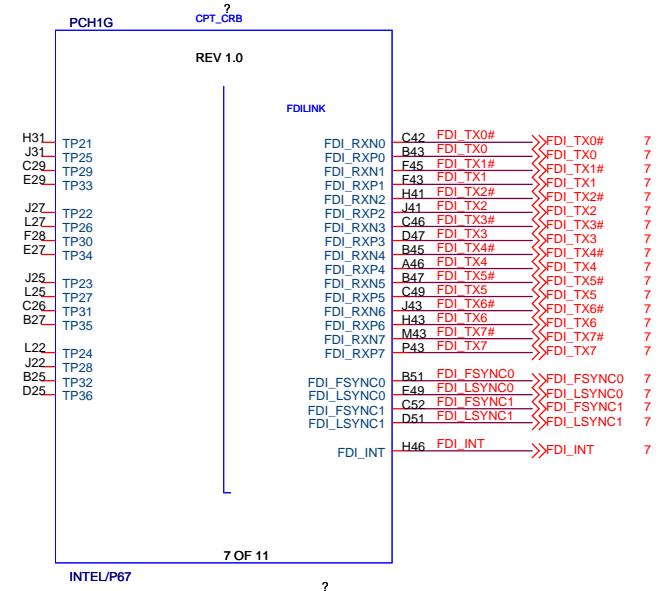 ?
PCH1G CPT_CRB
REV 1.0
FDILINK
H31 TP21 FDI_RXN0 C42 FDI_TX0# FDI_TX0# 7
J31 TP25 FDI_RXP0 B43 FDI_TX0 FDI_TX0 7
C29 TP29 FDI_RXN1 F45 FDI_TX1# FDI_TX1# 7
E29 TP33 FDI_RXP1 F43 FDI_TX1 FDI_TX1 7
FDI_RXN2 H41 FDI_TX2# FDI_TX2# 7
J27 TP22 FDI_RXP2 J41 FDI_TX2 FDI_TX2 7
L27 TP26 FDI_RXN3 C46 FDI_TX3# FDI_TX3# 7
F28 TP30 FDI_RXP3 D47 FDI_TX3 FDI_TX3 7
E27 TP34 FDI_RXN4 B45 FDI_TX4# FDI_TX4# 7
FDI_RXP4 A46 FDI_TX4 FDI_TX4 7
J25 TP23 FDI_RXN5 B47 FDI_TX5# FDI_TX5# 7
L25 TP27 FDI_RXP5 C49 FDI_TX5 FDI_TX5 7
C26 TP31 FDI_RXN6 J43 FDI_TX6# FDI_TX6# 7
B27 TP35 FDI_RXP6 H43 FDI_TX6 FDI_TX6 7
FDI_RXN7 M43 FDI_TX7# FDI_TX7# 7
L22 TP24 FDI_RXP7 P43 FDI_TX7 FDI_TX7 7
J22 TP28
B25 TP32 FDI_FSYNC0 B51 FDI_FSYNC0 FDI_FSYNC0 7
D25 TP36 FDI_LSYNC0 E49 FDI_LSYNC0 FDI_LSYNC0 7
FDI_FSYNC1 C52 FDI_FSYNC1 FDI_FSYNC1 7
FDI_LSYNC1 D51 FDI_LSYNC1 FDI_LSYNC1 7
FDI_INT H46 FDI_INT FDI_INT 7
7 OF 11
INTEL/P67
?